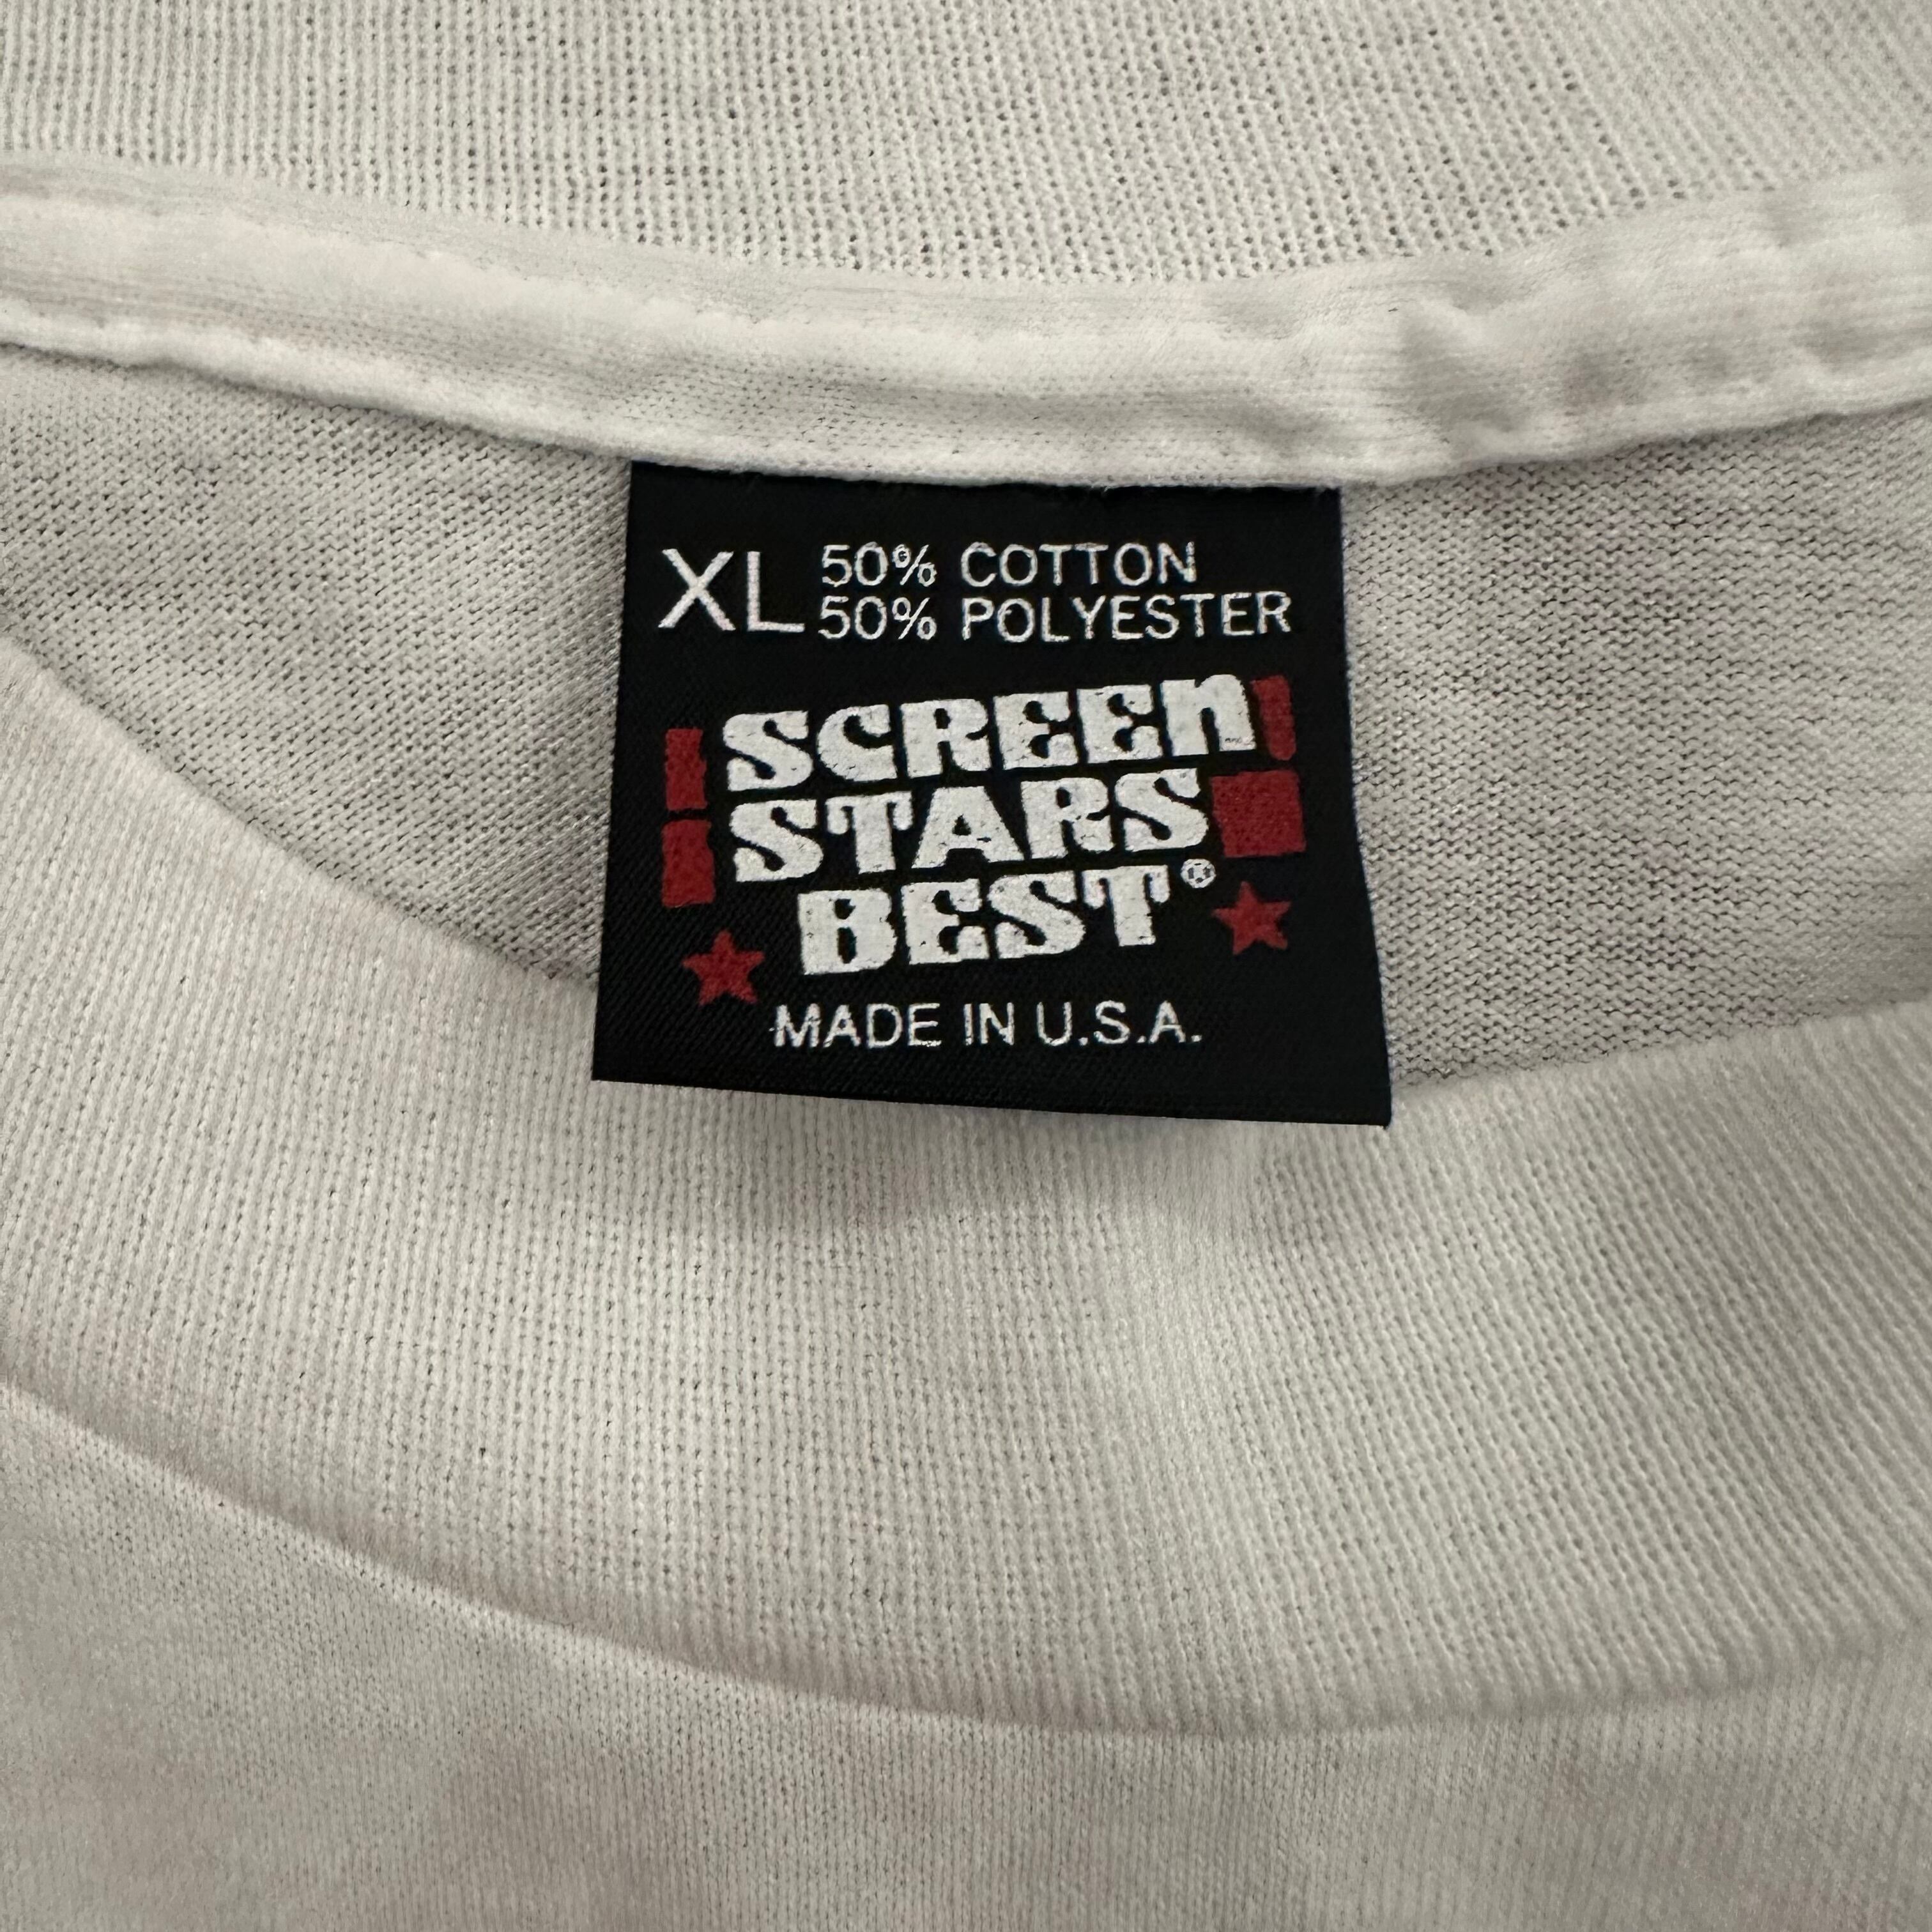 XL 50% COTTON
50% POLYESTER
SCREEn
STARS
BEST®
MADE IN U.S.A.